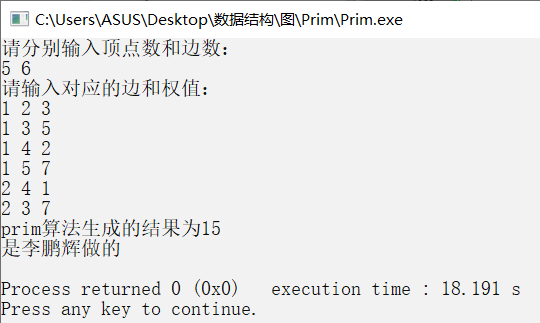 C:\Users\ASUS\Desktop\数据结构\图\Prim\Prim.exe
请分别输入顶点数和边数:
5 6
请输入对应的边和权值:
1 2 3
1 3 5
1 4 2
1 5 7
2 4 1
2 3 7
prim算法生成的结果为15
是李鹏辉做的
Process returned 0 (0x0)   execution time : 18.191 s
Press any key to continue.